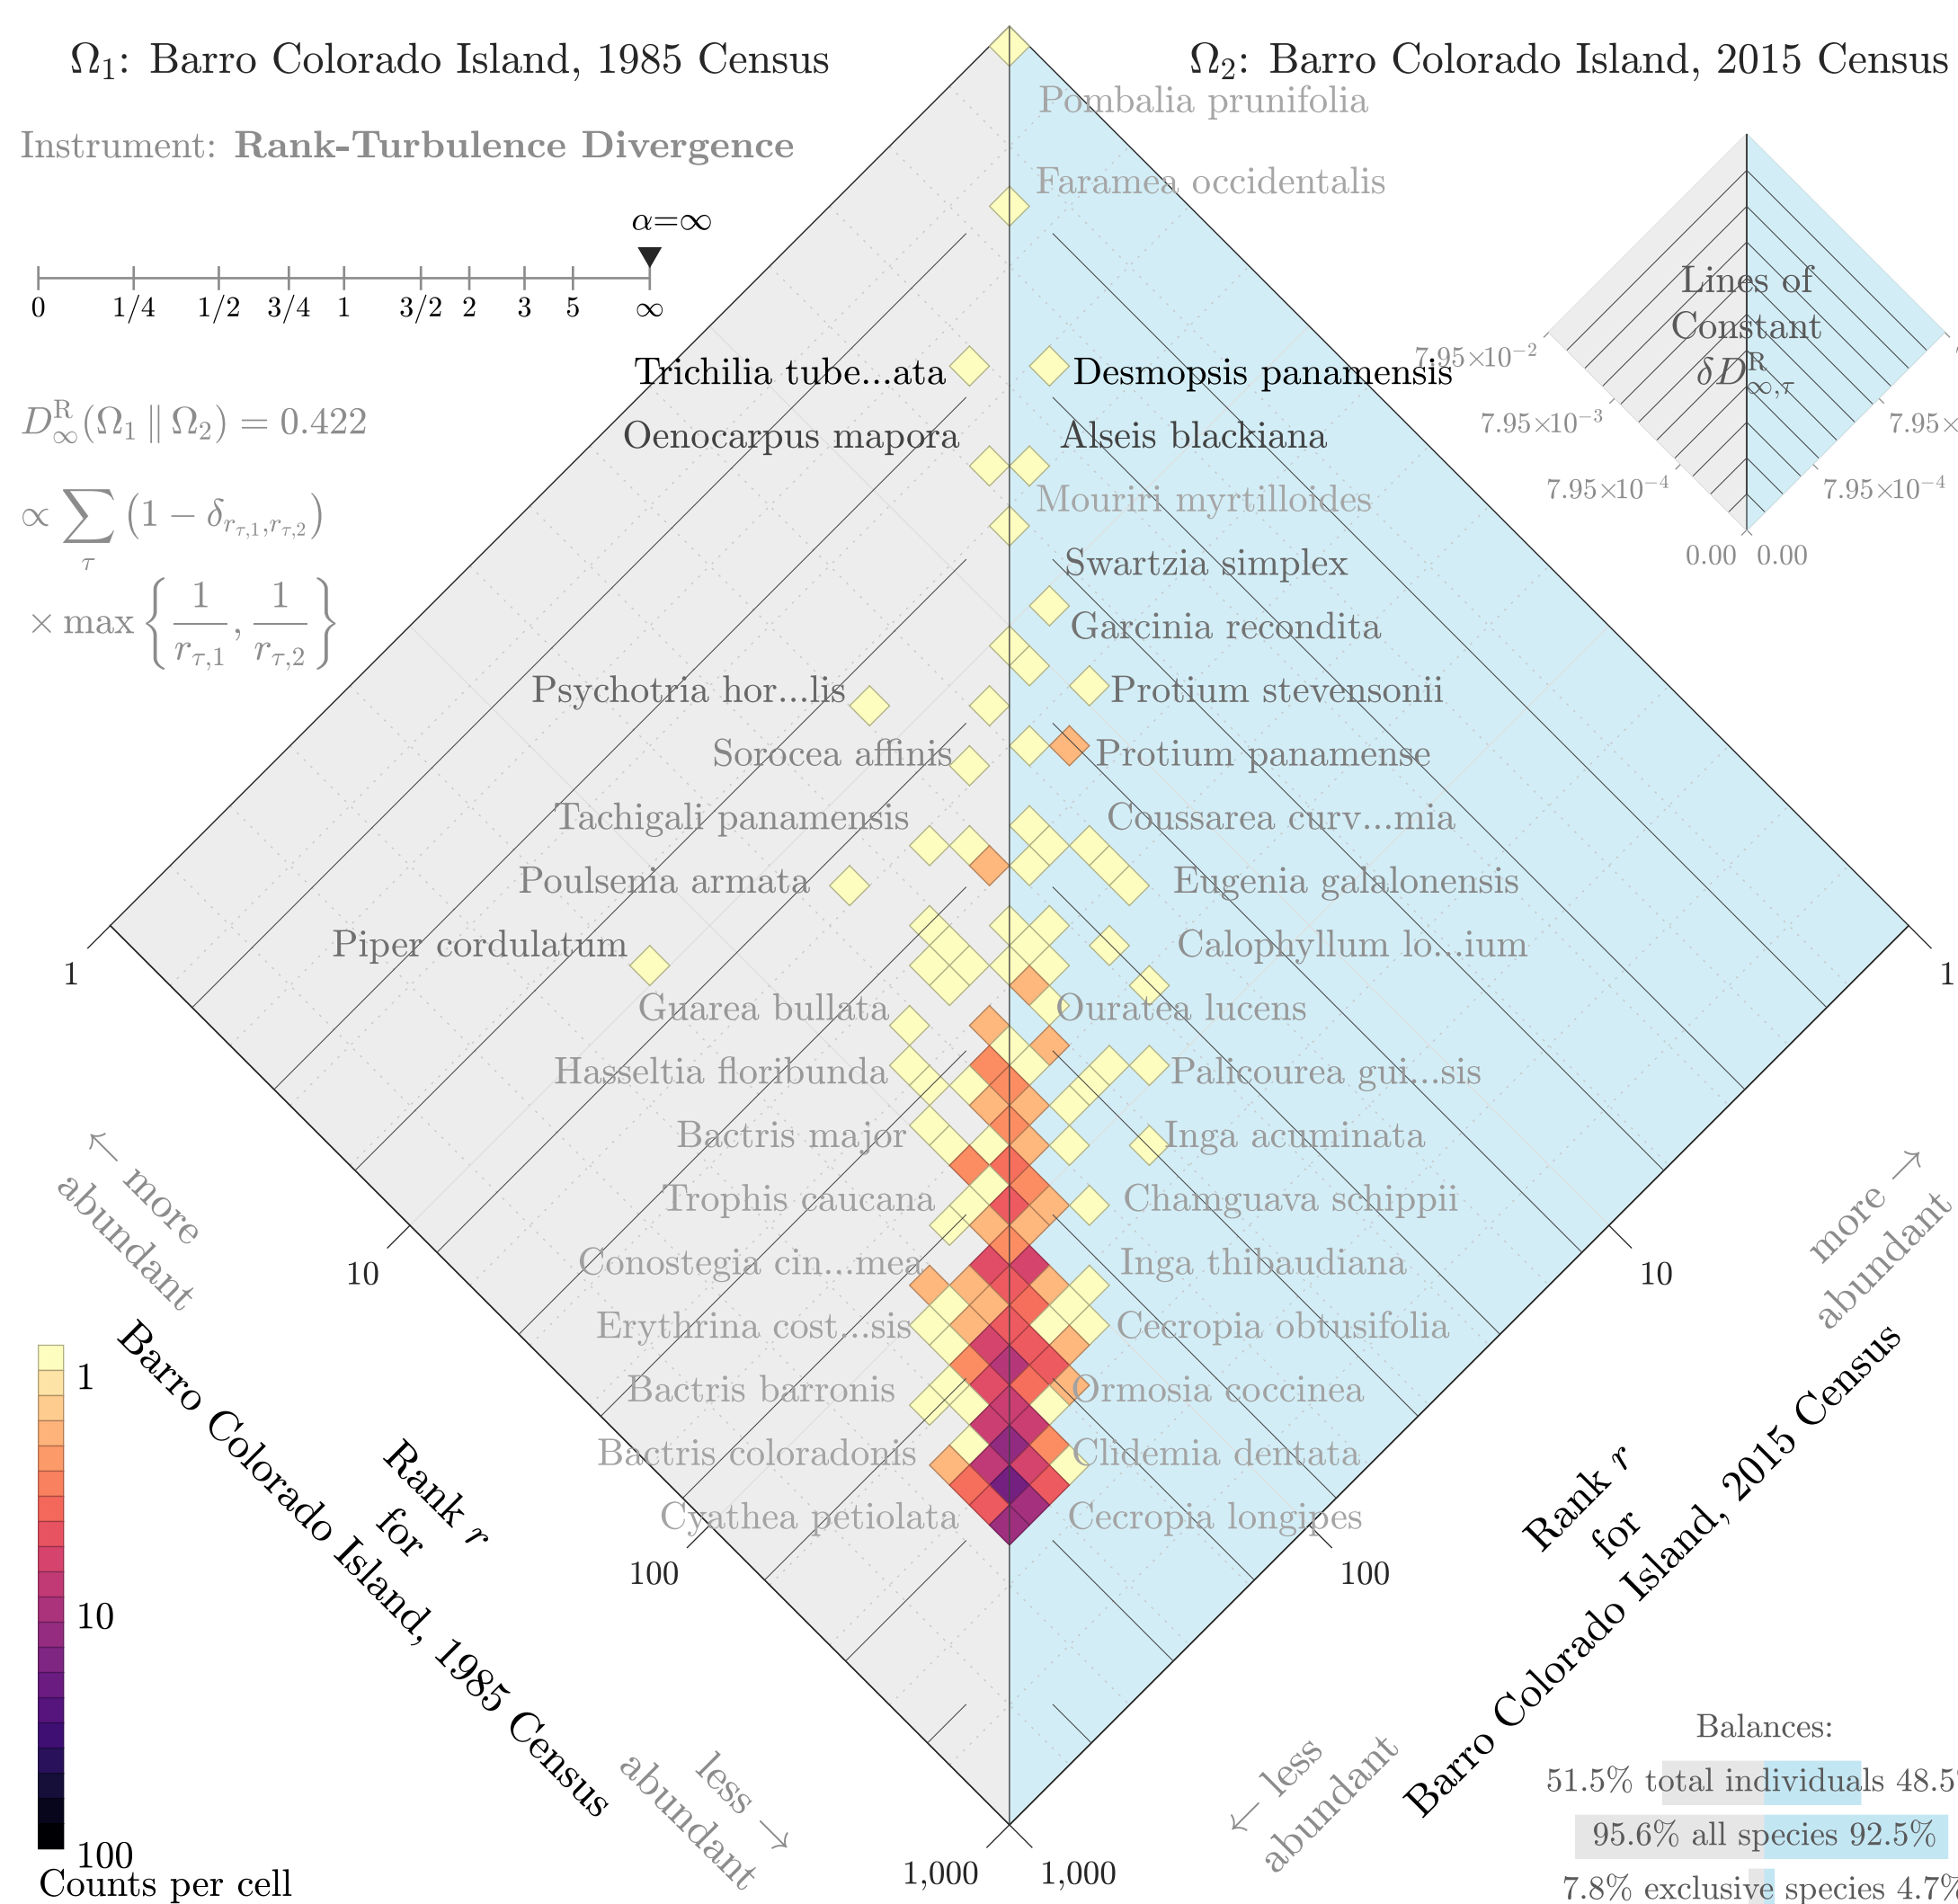 Ω₁: Barro Colorado Island, 1985 Census
Ω₂: Barro Colorado Island, 2015 Census
Instrument: Rank-Turbulence Divergence
α=∞
0 1/4 1/2 3/4 1 3/2 2 3 5 ∞
D^R_∞(Ω₁ ∥ Ω₂) = 0.422
∝ ∑_τ (1 − δ_{r_{τ,1},r_{τ,2}})
× max { 1/r_{τ,1}, 1/r_{τ,2} }
Pombalia prunifolia
Faramea occidentalis
Trichilia tube...ata
Desmopsis panamensis
Oenocarpus mapora
Alseis blackiana
Mouriri myrtilloides
Swartzia simplex
Garcinia recondita
Psychotria hor...lis
Protium stevensonii
Sorocea affinis
Protium panamense
Tachigali panamensis
Coussarea curv...mia
Poulsenia armata
Eugenia galalonensis
Piper cordulatum
Calophyllum lo...ium
Guarea bullata
Ouratea lucens
Hasseltia floribunda
Palicourea gui...sis
Bactris major
Inga acuminata
Trophis caucana
Chamguava schippii
Conostegia cin...mea
Inga thibaudiana
Erythrina cost...sis
Cecropia obtusifolia
Bactris barronis
Ormosia coccinea
Bactris coloradonis
Clidemia dentata
Cyathea petiolata
Cecropia longipes
Lines of
Constant
δD^R_{∞,τ}
7.95×10⁻²
7.95×10⁻³
7.95×
7.95×10⁻⁴
7.95×10⁻⁴
0.00 0.00
1
10
100
1,000
1
10
100
1,000
← more
abundant
Rank r
for
Barro Colorado Island, 1985 Census
less →
abundant
more →
abundant
Rank r
for
Barro Colorado Island, 2015 Census
← less
abundant
1
10
100
Counts per cell
Balances:
51.5% total individuals 48.5%
95.6% all species 92.5%
7.8% exclusive species 4.7%